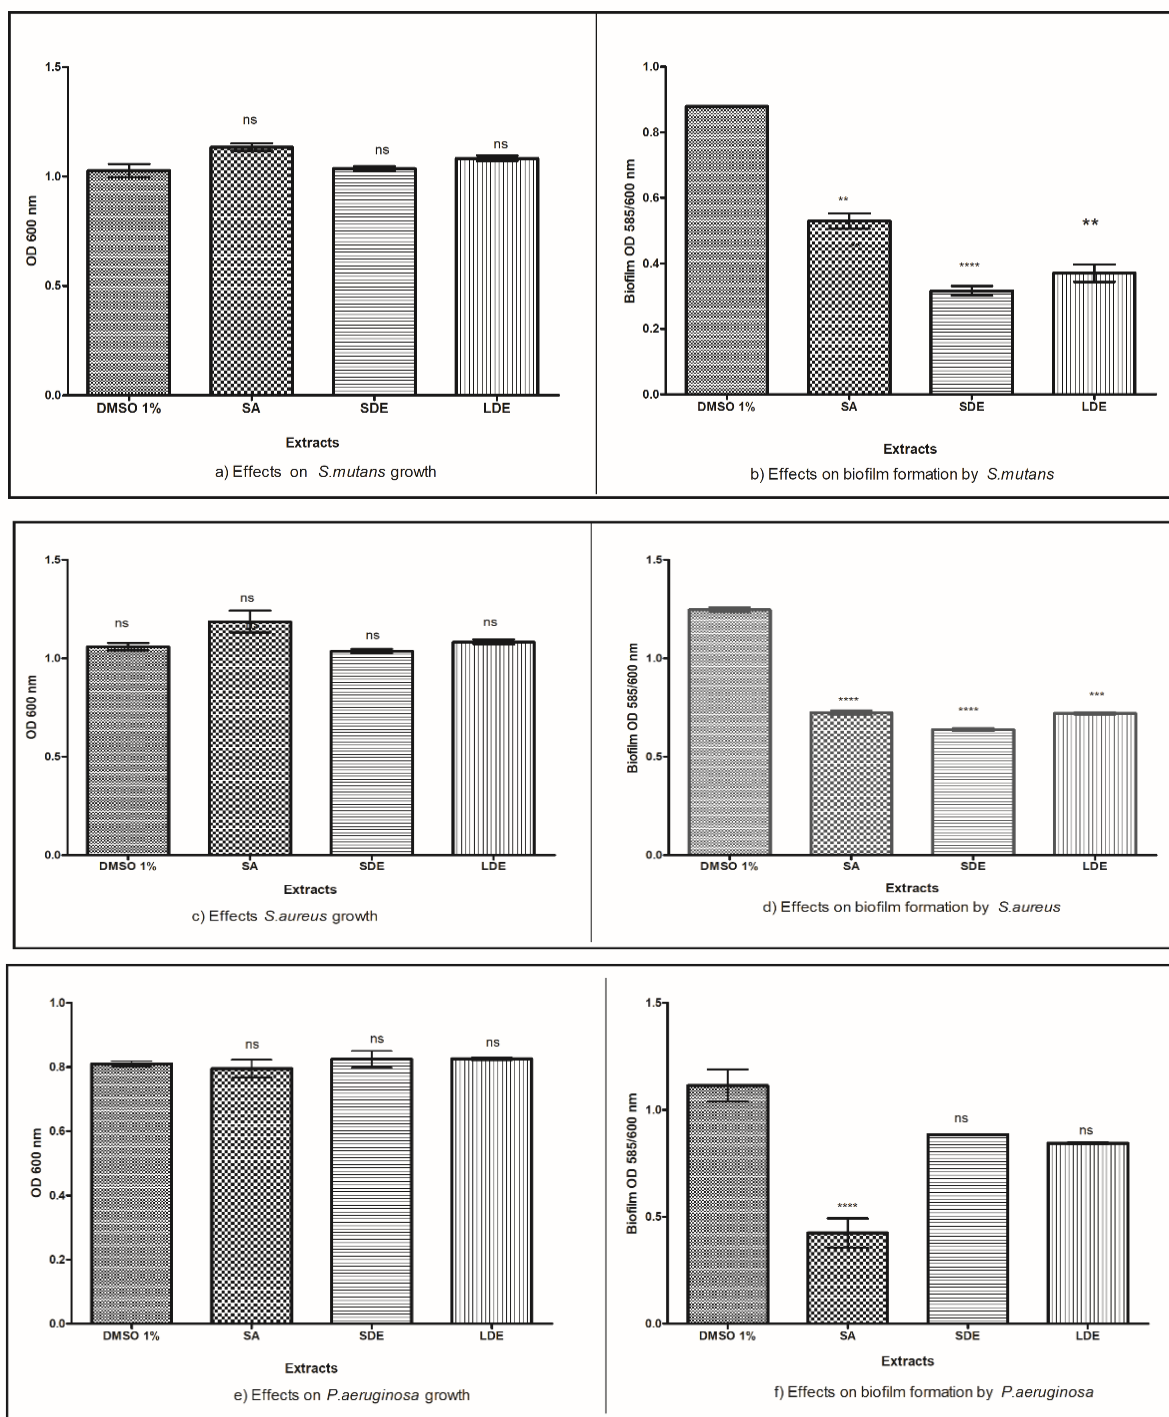 1.5
1.0
0.5
0.0
OD 600 nm
ns
ns
ns
DMSO 1%
SA
SDE
LDE
Extracts
a) Effects on S.mutans growth
1.0
0.8
0.6
0.4
0.2
0.0
Biofilm OD 585/600 nm
**
****
**
DMSO 1%
SA
SDE
LDE
Extracts
b) Effects on biofilm formation by S.mutans
1.5
1.0
0.5
0.0
OD 600 nm
ns
ns
ns
ns
DMSO 1%
SA
SDE
LDE
Extracts
c) Effects S.aureus growth
1.5
1.0
0.5
0.0
Biofilm OD 585/600 nm
****
****
***
DMSO 1%
SA
SDE
LDE
Extracts
d) Effects on biofilm formation by S.aureus
1.0
0.8
0.6
0.4
0.2
0.0
OD 600 nm
ns
ns
ns
DMSO 1%
SA
SDE
LDE
Extracts
e) Effects on P.aeruginosa growth
1.5
1.0
0.5
0.0
Biofilm OD 585/600 nm
****
ns
ns
DMSO 1%
SA
SDE
LDE
Extracts
f) Effects on biofilm formation by P.aeruginosa